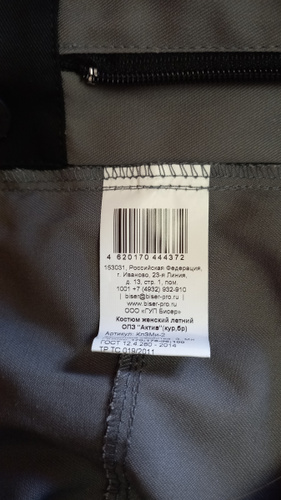 4 620170 444372
153031, Российская Федерация,
г. Иваново, 23-я Линия,
д. 13, стр. 1, пом.
1001 +7 (4932) 932-910
biser@biser-pro.ru
www.biser-pro.ru
ООО «ГУП Бисер»
Костюм женский летний
ОПЗ "Актив"(кур,бр)
Артикул:
ГОСТ 12.4.280 - 2014
ТР ТС 019/2011